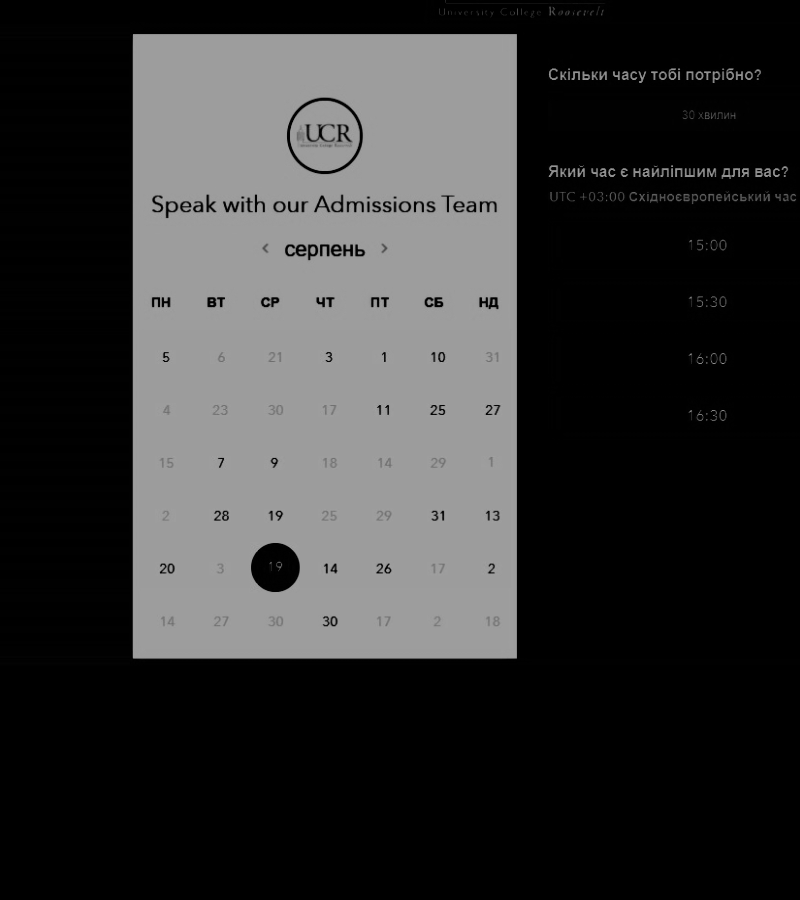 University College Roosevelt
UCR
Speak with our Admissions Team
< серпень >
ПН ВТ СР ЧТ ПТ СБ НД
5 6 21 3 1 10 31
4 23 30 17 11 25 27
15 7 9 18 14 29 1
2 28 19 25 29 31 13
20 3 19 14 26 17 2
14 27 30 30 17 2 18
Скільки часу тобі потрібно?
30 хвилин
Який час є найліпшим для вас?
UTC +03:00 Східноєвропейський час
15:00
15:30
16:00
16:30